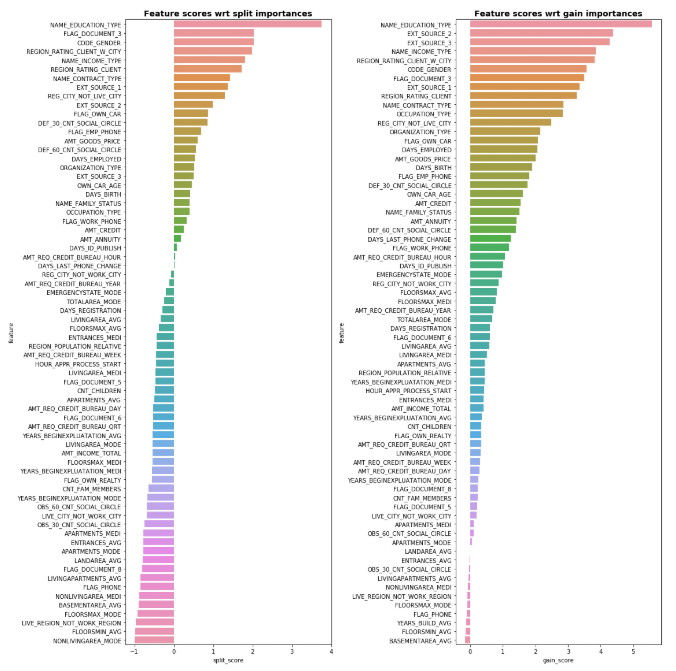 Feature scores wrt split importances
NAME_EDUCATION_TYPE
FLAG_DOCUMENT_3
CODE_GENDER
REGION_RATING_CLIENT_W_CITY
NAME_INCOME_TYPE
REGION_RATING_CLIENT
NAME_CONTRACT_TYPE
EXT_SOURCE_1
REG_CITY_NOT_LIVE_CITY
EXT_SOURCE_2
FLAG_OWN_CAR
DEF_30_CNT_SOCIAL_CIRCLE
FLAG_EMP_PHONE
AMT_GOODS_PRICE
DEF_60_CNT_SOCIAL_CIRCLE
DAYS_EMPLOYED
ORGANIZATION_TYPE
EXT_SOURCE_3
OWN_CAR_AGE
DAYS_BIRTH
NAME_FAMILY_STATUS
OCCUPATION_TYPE
FLAG_WORK_PHONE
AMT_CREDIT
AMT_ANNUITY
DAYS_ID_PUBLISH
AMT_REQ_CREDIT_BUREAU_HOUR
DAYS_LAST_PHONE_CHANGE
REG_CITY_NOT_WORK_CITY
AMT_REQ_CREDIT_BUREAU_YEAR
EMERGENCYSTATE_MODE
TOTALAREA_MODE
DAYS_REGISTRATION
LIVINGAREA_AVG
FLOORSMAX_AVG
ENTRANCES_MEDI
REGION_POPULATION_RELATIVE
AMT_REQ_CREDIT_BUREAU_WEEK
HOUR_APPR_PROCESS_START
LIVINGAREA_MEDI
FLAG_DOCUMENT_5
CNT_CHILDREN
APARTMENTS_AVG
AMT_REQ_CREDIT_BUREAU_DAY
FLAG_DOCUMENT_6
AMT_REQ_CREDIT_BUREAU_QRT
YEARS_BEGINEXPLUATATION_AVG
LIVINGAREA_MODE
AMT_INCOME_TOTAL
FLOORSMAX_MEDI
YEARS_BEGINEXPLUATATION_MEDI
FLAG_OWN_REALTY
CNT_FAM_MEMBERS
YEARS_BEGINEXPLUATATION_MODE
OBS_60_CNT_SOCIAL_CIRCLE
LIVE_CITY_NOT_WORK_CITY
OBS_30_CNT_SOCIAL_CIRCLE
APARTMENTS_MEDI
ENTRANCES_AVG
APARTMENTS_MODE
LANDAREA_AVG
FLAG_DOCUMENT_8
LIVINGAPARTMENTS_AVG
FLAG_PHONE
NONLIVINGAREA_MEDI
BASEMENTAREA_AVG
FLOORSMAX_MODE
LIVE_REGION_NOT_WORK_REGION
FLOORSMIN_AVG
NONLIVINGAREA_MODE
feature
−1 0 1 2 3 4
split_score
Feature scores wrt gain importances
NAME_EDUCATION_TYPE
EXT_SOURCE_2
EXT_SOURCE_3
NAME_INCOME_TYPE
REGION_RATING_CLIENT_W_CITY
CODE_GENDER
FLAG_DOCUMENT_3
EXT_SOURCE_1
REGION_RATING_CLIENT
NAME_CONTRACT_TYPE
OCCUPATION_TYPE
REG_CITY_NOT_LIVE_CITY
ORGANIZATION_TYPE
FLAG_OWN_CAR
DAYS_EMPLOYED
AMT_GOODS_PRICE
DAYS_BIRTH
FLAG_EMP_PHONE
DEF_30_CNT_SOCIAL_CIRCLE
OWN_CAR_AGE
AMT_CREDIT
NAME_FAMILY_STATUS
AMT_ANNUITY
DEF_60_CNT_SOCIAL_CIRCLE
DAYS_LAST_PHONE_CHANGE
FLAG_WORK_PHONE
AMT_REQ_CREDIT_BUREAU_HOUR
DAYS_ID_PUBLISH
EMERGENCYSTATE_MODE
REG_CITY_NOT_WORK_CITY
FLOORSMAX_AVG
FLOORSMAX_MEDI
AMT_REQ_CREDIT_BUREAU_YEAR
TOTALAREA_MODE
DAYS_REGISTRATION
FLAG_DOCUMENT_6
LIVINGAREA_AVG
LIVINGAREA_MEDI
APARTMENTS_AVG
REGION_POPULATION_RELATIVE
YEARS_BEGINEXPLUATATION_MEDI
HOUR_APPR_PROCESS_START
ENTRANCES_MEDI
AMT_INCOME_TOTAL
YEARS_BEGINEXPLUATATION_AVG
CNT_CHILDREN
FLAG_OWN_REALTY
AMT_REQ_CREDIT_BUREAU_QRT
LIVINGAREA_MODE
AMT_REQ_CREDIT_BUREAU_WEEK
AMT_REQ_CREDIT_BUREAU_DAY
YEARS_BEGINEXPLUATATION_MODE
FLAG_DOCUMENT_8
CNT_FAM_MEMBERS
FLAG_DOCUMENT_5
LIVE_CITY_NOT_WORK_CITY
APARTMENTS_MEDI
OBS_60_CNT_SOCIAL_CIRCLE
APARTMENTS_MODE
LANDAREA_AVG
ENTRANCES_AVG
OBS_30_CNT_SOCIAL_CIRCLE
LIVINGAPARTMENTS_AVG
NONLIVINGAREA_MEDI
LIVE_REGION_NOT_WORK_REGION
FLOORSMAX_MODE
FLAG_PHONE
YEARS_BUILD_AVG
FLOORSMIN_AVG
BASEMENTAREA_AVG
feature
0 1 2 3 4 5
gain_score